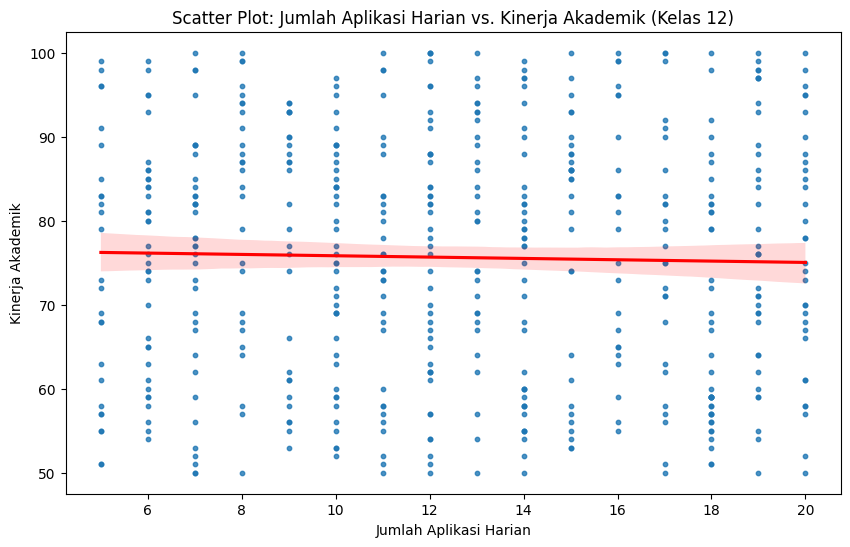 Scatter Plot: Jumlah Aplikasi Harian vs. Kinerja Akademik (Kelas 12)
100
90
80
70
60
50
Kinerja Akademik
6 8 10 12 14 16 18 20
Jumlah Aplikasi Harian